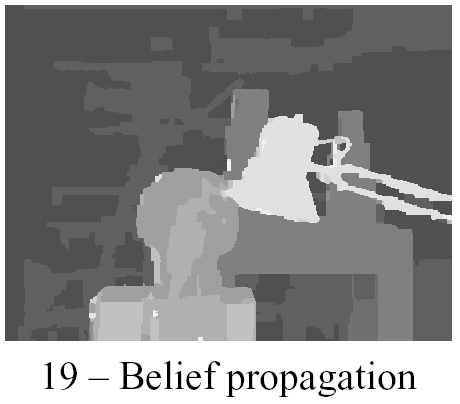 19 – Belief propagation